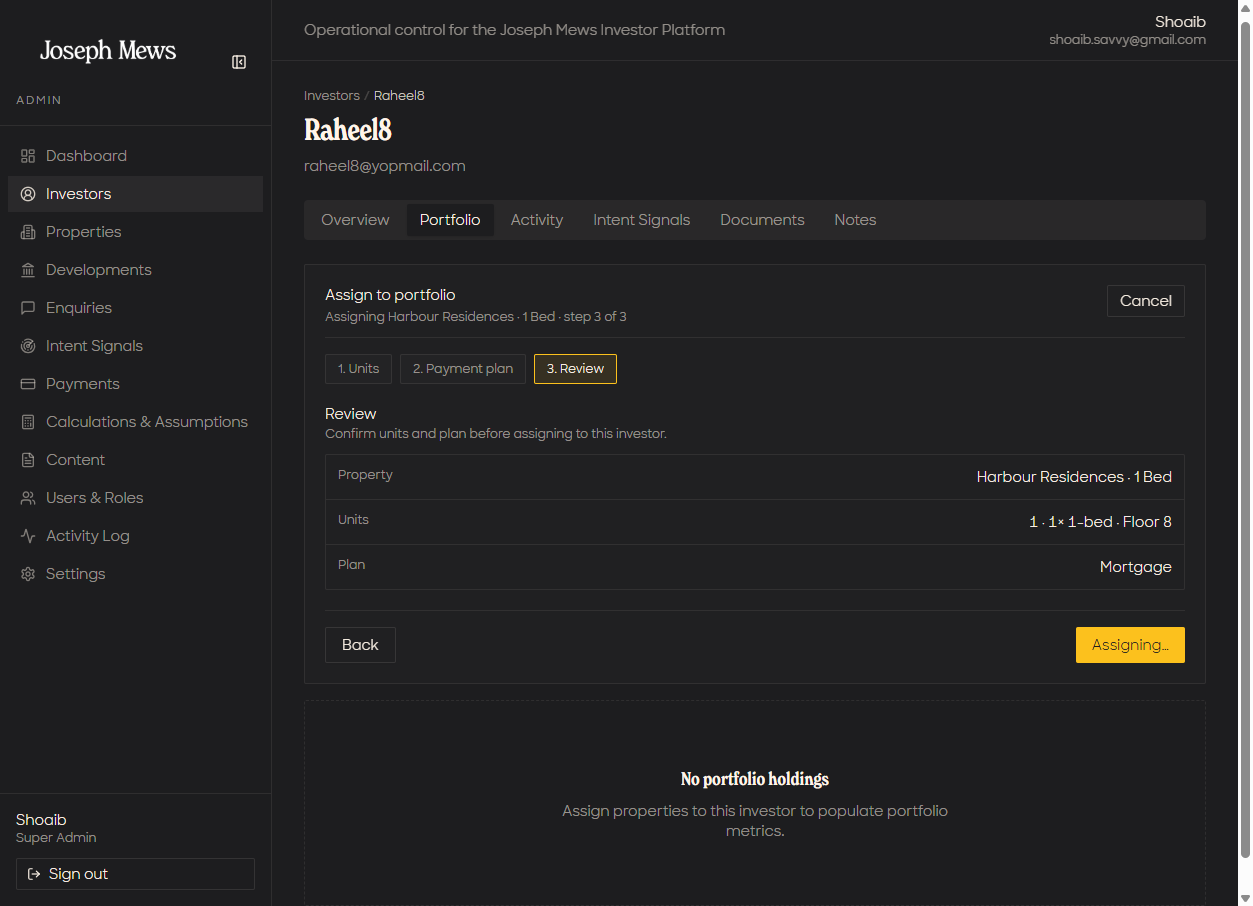 Joseph Mews
ADMIN
Dashboard
Investors
Properties
Developments
Enquiries
Intent Signals
Payments
Calculations & Assumptions
Content
Users & Roles
Activity Log
Settings
Shoaib
Super Admin
Sign out
Operational control for the Joseph Mews Investor Platform
Shoaib
shoaib.savvy@gmail.com
Investors / Raheel8
Raheel8
raheel8@yopmail.com
Overview Portfolio Activity Intent Signals Documents Notes
Assign to portfolio
Assigning Harbour Residences · 1 Bed · step 3 of 3
Cancel
1. Units 2. Payment plan 3. Review
Review
Confirm units and plan before assigning to this investor.
Property Harbour Residences · 1 Bed
Units 1 · 1× 1-bed · Floor 8
Plan Mortgage
Back Assigning…
No portfolio holdings
Assign properties to this investor to populate portfolio
metrics.